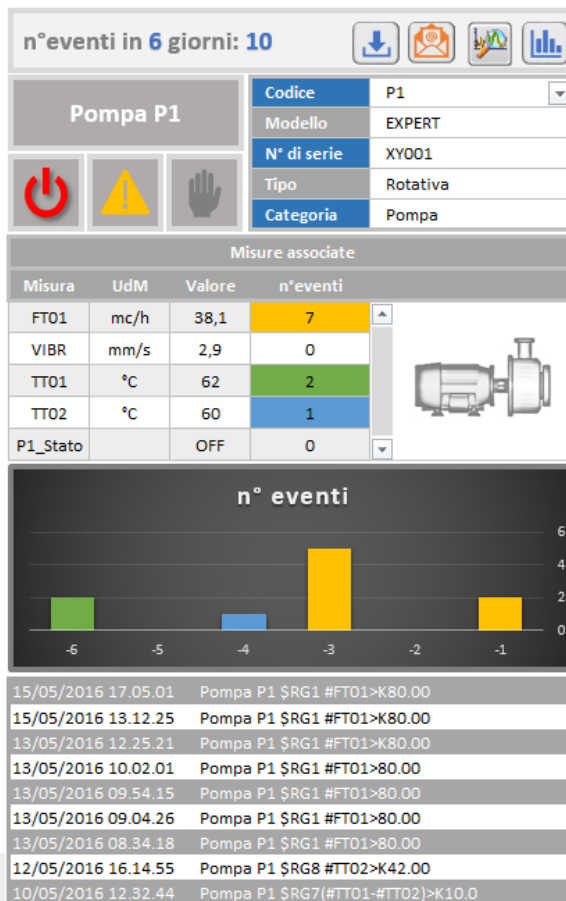 n°eventi in 6 giorni: 10
Pompa P1
Codice P1
Modello EXPERT
N° di serie XY001
Tipo Rotativa
Categoria Pompa
Misure associate
Misura UdM Valore n°eventi
FT01 mc/h 38,1 7
VIBR mm/s 2,9 0
TT01 °C 62 2
TT02 °C 60 1
P1_Stato OFF 0
n° eventi
6
4
2
0
-6 -5 -4 -3 -2 -1
15/05/2016 17.05.01 Pompa P1 $RG1 #FT01>K80.00
15/05/2016 13.12.25 Pompa P1 $RG1 #FT01>K80.00
13/05/2016 12.25.21 Pompa P1 $RG1 #FT01>K80.00
13/05/2016 10.02.01 Pompa P1 $RG1 #FT01>80.00
13/05/2016 09.54.15 Pompa P1 $RG1 #FT01>80.00
13/05/2016 09.04.26 Pompa P1 $RG1 #FT01>80.00
13/05/2016 08.34.18 Pompa P1 $RG1 #FT01>80.00
12/05/2016 16.14.55 Pompa P1 $RG8 #TT02>K42.00
10/05/2016 12.32.44 Pompa P1 $RG7(#TT01-#TT02)>K10.0